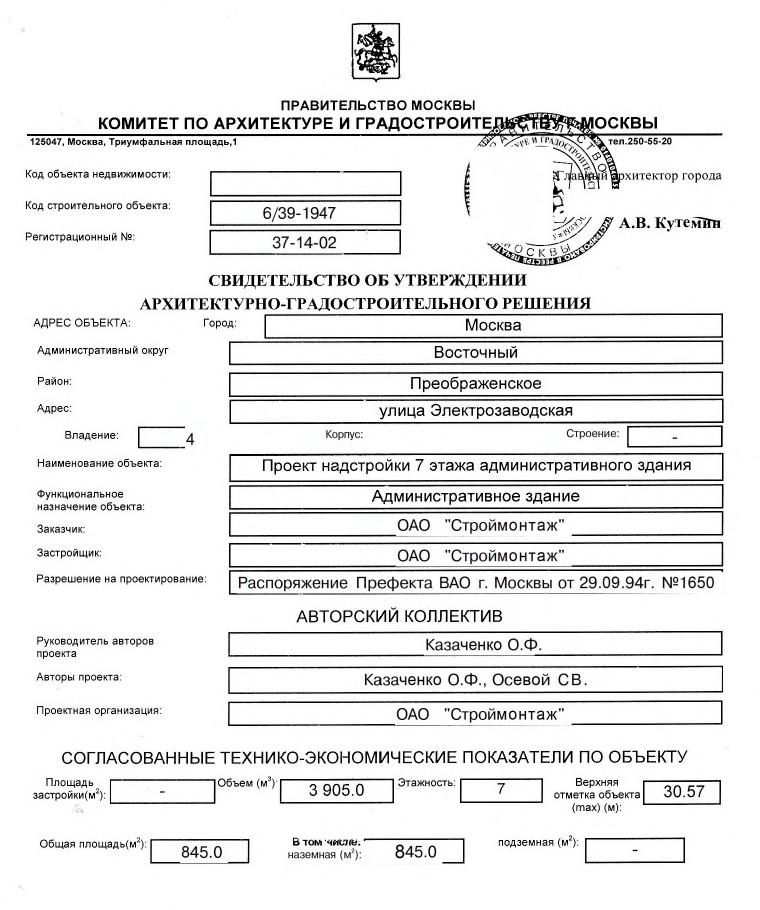 ПРАВИТЕЛЬСТВО МОСКВЫ
КОМИТЕТ ПО АРХИТЕКТУРЕ И ГРАДОСТРОИТЕЛЬСТВУ Г. МОСКВЫ
125047, Москва, Триумфальная площадь,1 тел.250-55-20
Код объекта недвижимости:
Главный архитектор города
Код строительного объекта: 6/39-1947
А.В. Кутемин
Регистрационный №: 37-14-02
СВИДЕТЕЛЬСТВО ОБ УТВЕРЖДЕНИИ
АРХИТЕКТУРНО-ГРАДОСТРОИТЕЛЬНОГО РЕШЕНИЯ
АДРЕС ОБЪЕКТА: Город: Москва
Административный округ Восточный
Район: Преображенское
Адрес: улица Электрозаводская
Владение: 4 Корпус: Строение: -
Наименование объекта: Проект надстройки 7 этажа административного здания
Функциональное
назначение объекта: Административное здание
Заказчик: ОАО "Строймонтаж"
Застройщик: ОАО "Строймонтаж"
Разрешение на проектирование: Распоряжение Префекта ВАО г. Москвы от 29.09.94г. №1650
АВТОРСКИЙ КОЛЛЕКТИВ
Руководитель авторов
проекта Казаченко О.Ф.
Авторы проекта: Казаченко О.Ф., Осевой СВ.
Проектная организация: ОАО "Строймонтаж"
СОГЛАСОВАННЫЕ ТЕХНИКО-ЭКОНОМИЧЕСКИЕ ПОКАЗАТЕЛИ ПО ОБЪЕКТУ
Площадь
застройки(м²): - Объем (м³) 3 905.0 Этажность: 7 Верхняя
отметка объекта
(max) (м): 30.57
Общая площадь(м²): 845.0 В том числе:
наземная (м²): 845.0 подземная (м²): -